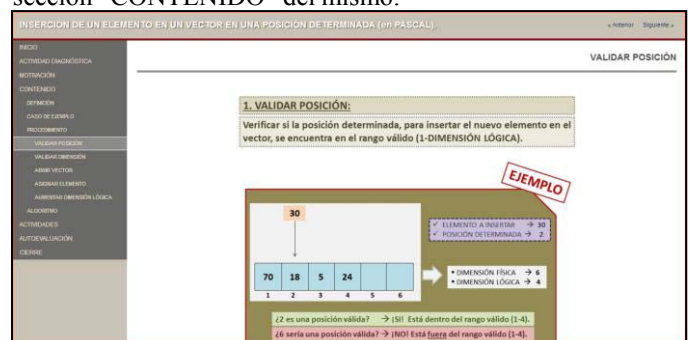 sección "CONTENIDO" del mismo.
INSERCION DE UN ELEMENTO EN UN VECTOR EN UNA POSICIÓN DETERMINADA (en PASCAL).
« Anterior Siguiente »
INICIO
ACTIVIDAD DIAGNÓSTICA
MOTIVACIÓN
CONTENIDO
DEFINICIÓN
CASO DE EJEMPLO
PROCEDIMIENTO
VALIDAR POSICIÓN
VALIDAR DIMENSIÓN
ABRIR VECTOR
ASIGNAR ELEMENTO
AUMENTAR DIMENSIÓN LÓGICA
ALGORITMO
ACTIVIDADES
AUTOEVALUACIÓN
CIERRE
VALIDAR POSICIÓN
1. VALIDAR POSICIÓN:
Verificar si la posición determinada, para insertar el nuevo elemento en el
vector, se encuentra en el rango válido (1-DIMENSIÓN LÓGICA).
EJEMPLO
30
✓ ELEMENTO A INSERTAR → 30
✓ POSICIÓN DETERMINADA → 2
70 18 5 24
1 2 3 4 5 6
• DIMENSIÓN FÍSICA → 6
• DIMENSIÓN LÓGICA → 4
¿2 es una posición válida? → ¡SI! Está dentro del rango válido (1-4).
¿6 sería una posición válida? → ¡NO! Está fuera del rango válido (1-4).